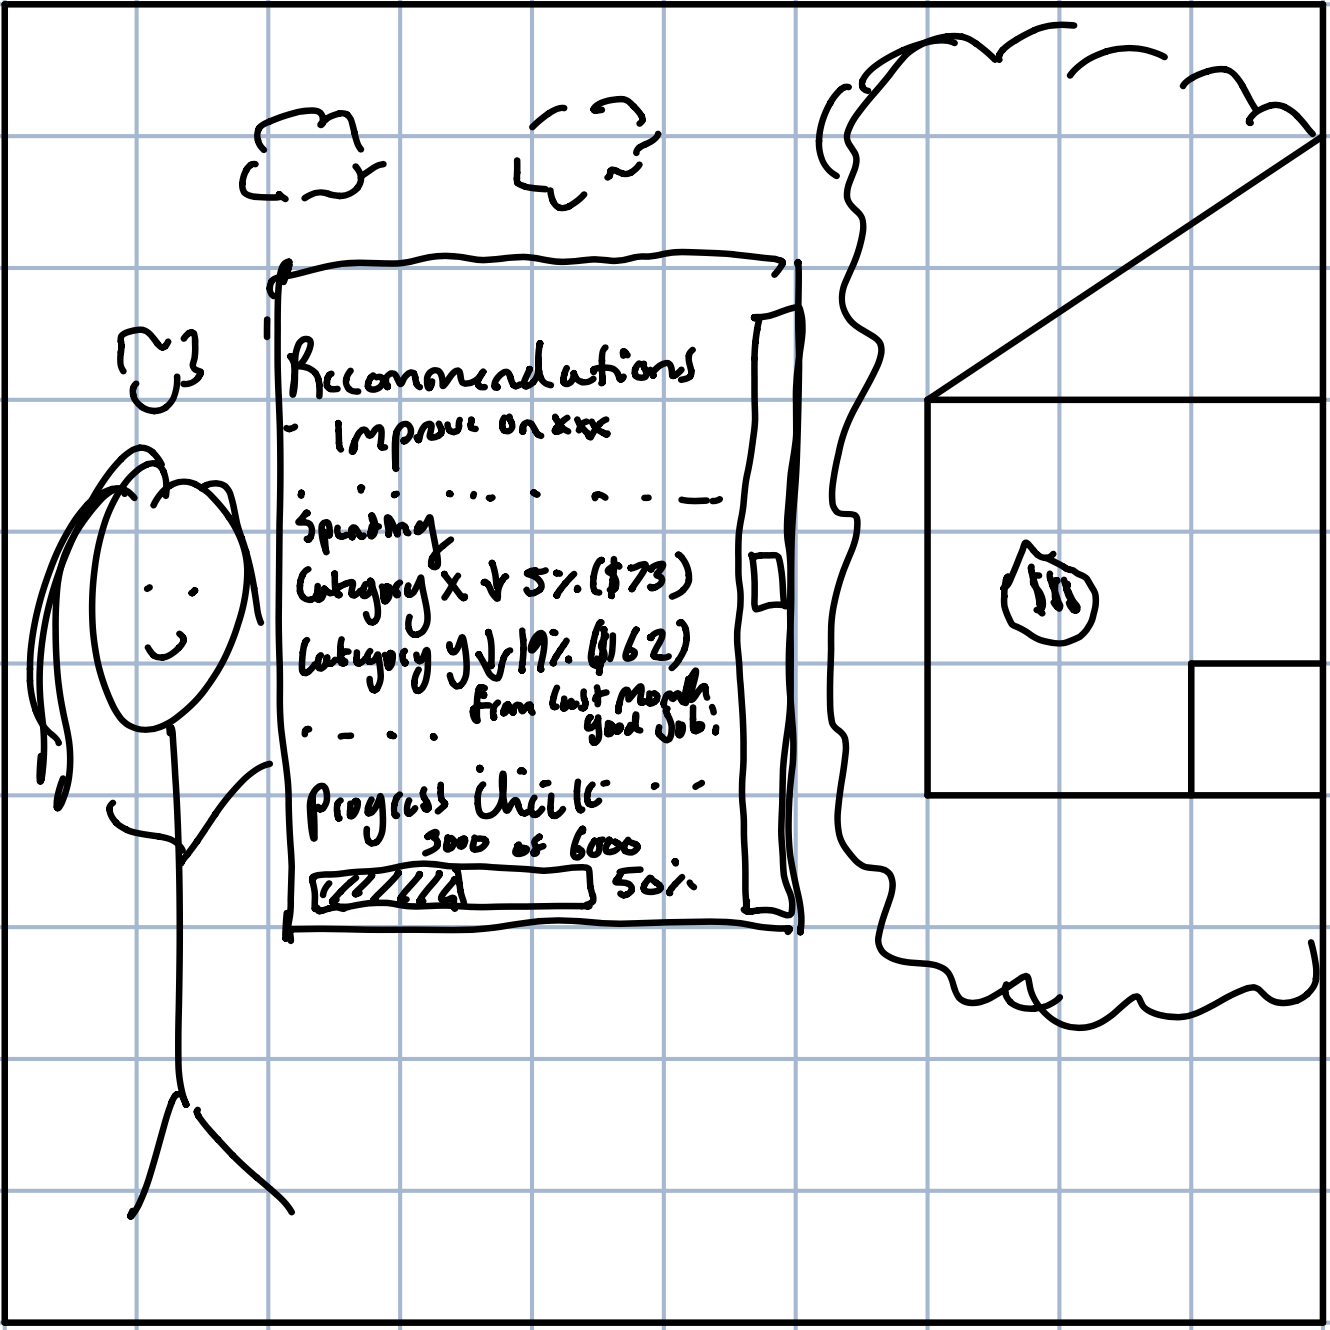 Recommendations
- Improve on xxx
Spending
Category X ↓ 5% ($73)
Category y ↓ 19% ($162)
from last month
good job!
Progress Check
3000 of 6000
50%